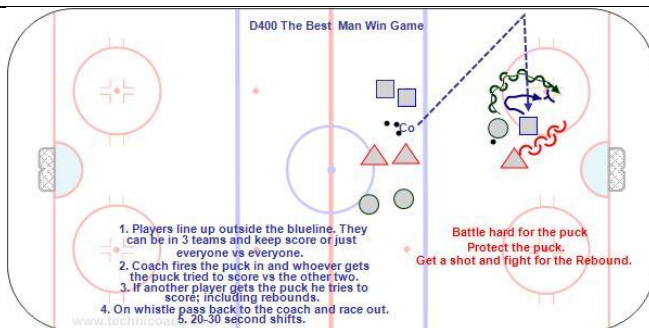 D400 The Best Man Win Game
Co
1. Players line up outside the blueline. They
can be in 3 teams and keep score or just
everyone vs everyone.
2. Coach fires the puck in and whoever gets
the puck tried to score vs the other two.
3. If another player gets the puck he tries to
score; including rebounds.
4. On whistle pass back to the coach and race out.
5. 20-30 second shifts.
Battle hard for the puck
Protect the puck.
Get a shot and fight for the Rebound.